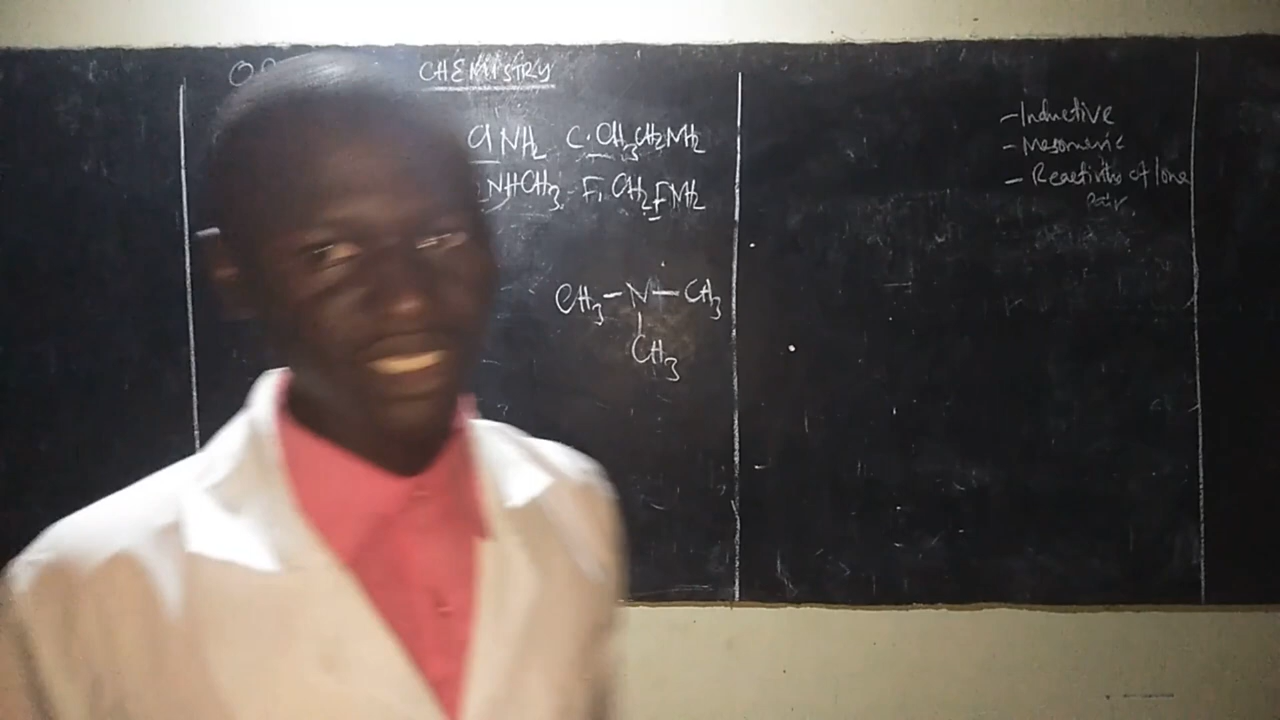 CHEMISTRY
NH₂ C. CH₃CH₂NH₂
NHCH₃ F. CH₂FNH₂
CH₃-N-CH₃
CH₃
- Inductive
- Mesomeric
- Reactivity of lone
pair